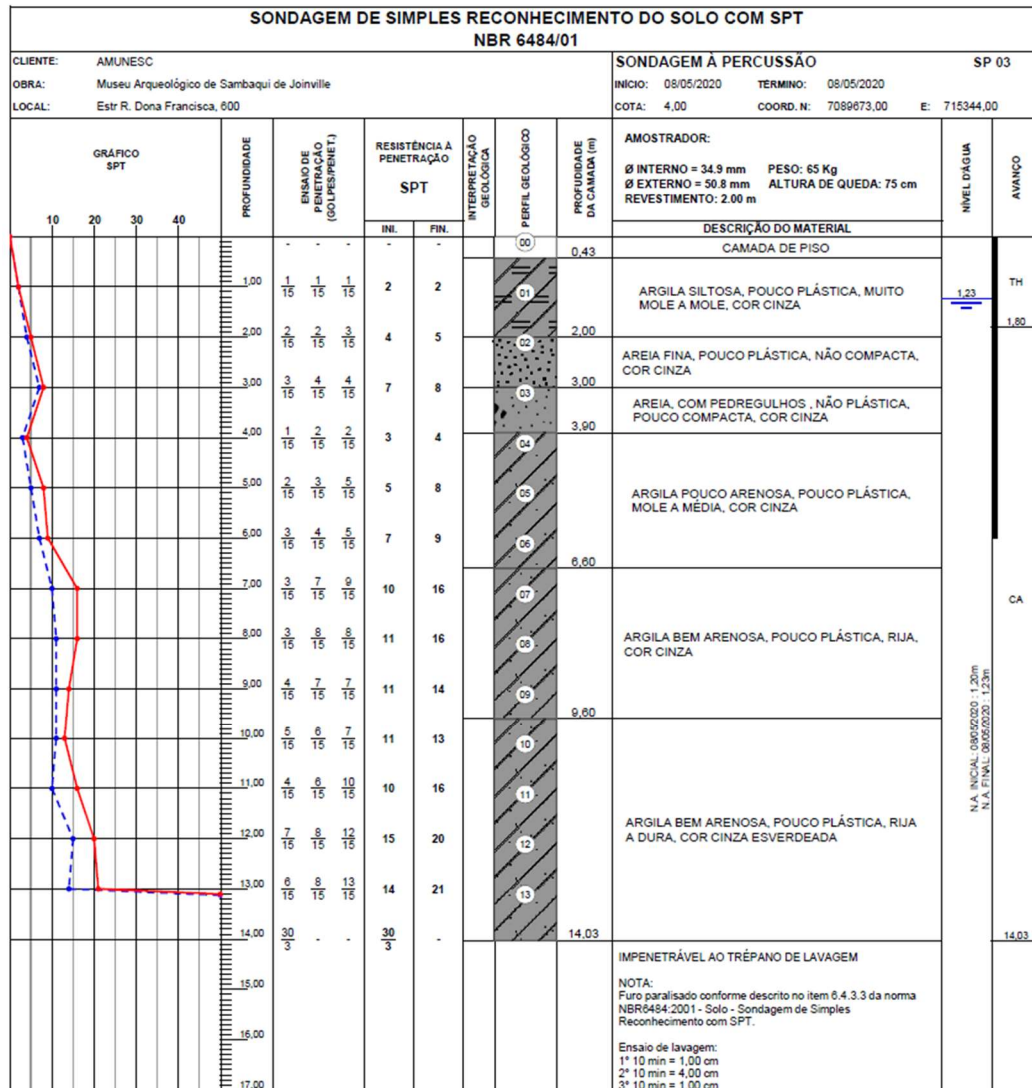 SONDAGEM DE SIMPLES RECONHECIMENTO DO SOLO COM SPT
NBR 6484/01
CLIENTE: AMUNESC
OBRA: Museu Arqueológico de Sambaqui de Joinville
LOCAL: Estr R. Dona Francisca, 600
SONDAGEM À PERCUSSÃO SP 03
INÍCIO: 08/05/2020 TÉRMINO: 08/05/2020
COTA: 4,00 COORD. N: 7089673,00 E: 715344,00
GRÁFICO
SPT
10 20 30 40
PROFUNDIDADE
ENSAIO DE
PENETRAÇÃO
(GOLPES/PENET.)
RESISTÊNCIA À
PENETRAÇÃO
SPT
INI. FIN.
INTERPRETAÇÃO
GEOLÓGICA
PERFIL GEOLÓGICO
PROFUDIDADE
DA CAMADA (m)
AMOSTRADOR:
Ø INTERNO = 34.9 mm PESO: 65 Kg
Ø EXTERNO = 50.8 mm ALTURA DE QUEDA: 75 cm
REVESTIMENTO: 2.00 m
DESCRIÇÃO DO MATERIAL
NÍVEL D'ÁGUA
AVANÇO
- - - - - 00 0,43 CAMADA DE PISO
1,00 1/15 1/15 1/15 2 2 01
ARGILA SILTOSA, POUCO PLÁSTICA, MUITO
MOLE A MOLE, COR CINZA
1,23
TH
1,80
2,00 2/15 2/15 3/15 4 5 02 2,00
AREIA FINA, POUCO PLÁSTICA, NÃO COMPACTA,
COR CINZA
3,00 3/15 4/15 4/15 7 8 03 3,00
AREIA, COM PEDREGULHOS , NÃO PLÁSTICA,
POUCO COMPACTA, COR CINZA
3,90
4,00 1/15 2/15 2/15 3 4 04
5,00 2/15 3/15 5/15 5 8 05
ARGILA POUCO ARENOSA, POUCO PLÁSTICA,
MOLE A MÉDIA, COR CINZA
6,00 3/15 4/15 5/15 7 9 06
6,60
7,00 3/15 7/15 9/15 10 16 07
CA
8,00 3/15 8/15 8/15 11 16 08
ARGILA BEM ARENOSA, POUCO PLÁSTICA, RIJA,
COR CINZA
9,00 4/15 7/15 7/15 11 14 09
9,60
10,00 5/15 6/15 7/15 11 13 10
N.A. INICIAL: 08/05/2020 : 1,20m
N.A. FINAL: 08/05/2020 : 1,23m
11,00 4/15 6/15 10/15 10 16 11
ARGILA BEM ARENOSA, POUCO PLÁSTICA, RIJA
A DURA, COR CINZA ESVERDEADA
12,00 7/15 8/15 12/15 15 20 12
13,00 6/15 8/15 13/15 14 21 13
14,00 30/3 - - 30/3 - 14,03 14,03
IMPENETRÁVEL AO TRÉPANO DE LAVAGEM
NOTA:
Furo paralisado conforme descrito no item 6.4.3.3 da norma
NBR6484:2001 - Solo - Sondagem de Simples
Reconhecimento com SPT.
15,00
16,00
Ensaio de lavagem:
1° 10 min = 1,00 cm
2° 10 min = 4,00 cm
3° 10 min = 1,00 cm
17,00